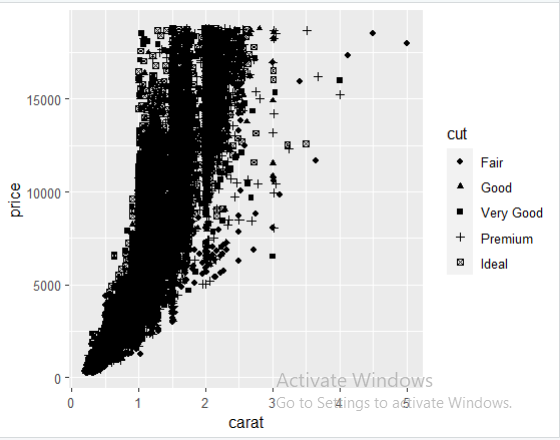 price
15000
10000
5000
0
0 1 2 3 4 5
carat
cut
Fair
Good
Very Good
Premium
Ideal
Activate Windows
Go to Settings to activate Windows.